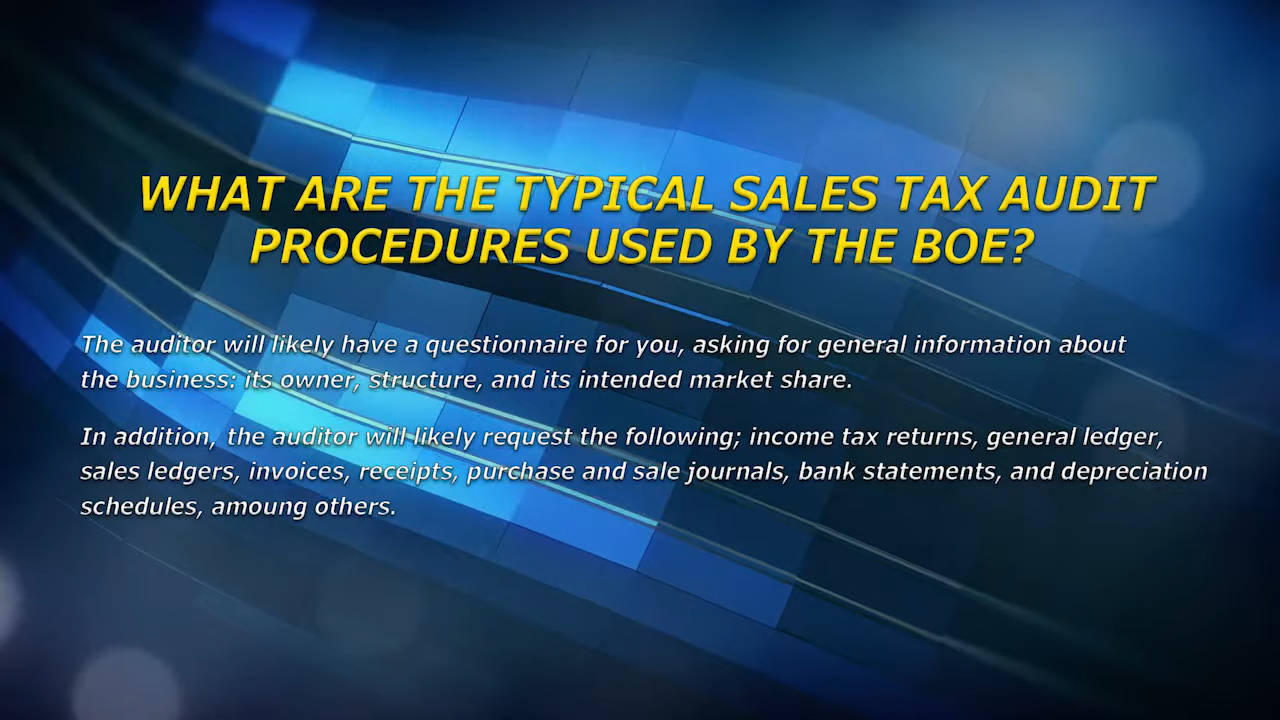 WHAT ARE THE TYPICAL SALES TAX AUDIT
PROCEDURES USED BY THE BOE?
The auditor will likely have a questionnaire for you, asking for general information about
the business: its owner, structure, and its intended market share.
In addition, the auditor will likely request the following; income tax returns, general ledger,
sales ledgers, invoices, receipts, purchase and sale journals, bank statements, and depreciation
schedules, amoung others.